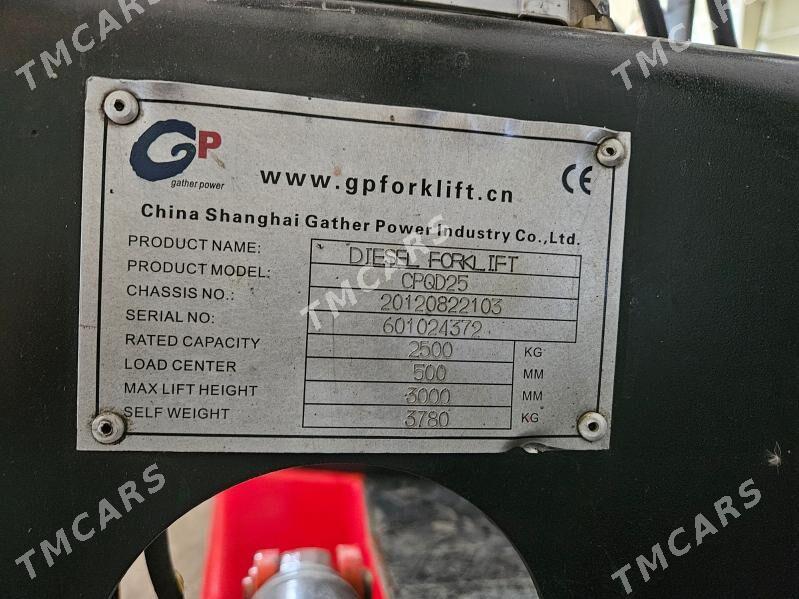 TMCARS
TMCARS
GP
gather power
www.gpforklift.cn
CE
China Shanghai Gather Power Industry Co.,Ltd.
PRODUCT NAME: DIESEL FORKLIFT
PRODUCT MODEL: CPQD25
CHASSIS NO.: 20120822103
SERIAL NO: 601024372
RATED CAPACITY 2500 KG
LOAD CENTER 500 MM
MAX LIFT HEIGHT 3000 MM
SELF WEIGHT 3780 KG
TMCARS
TMCARS
TMCARS